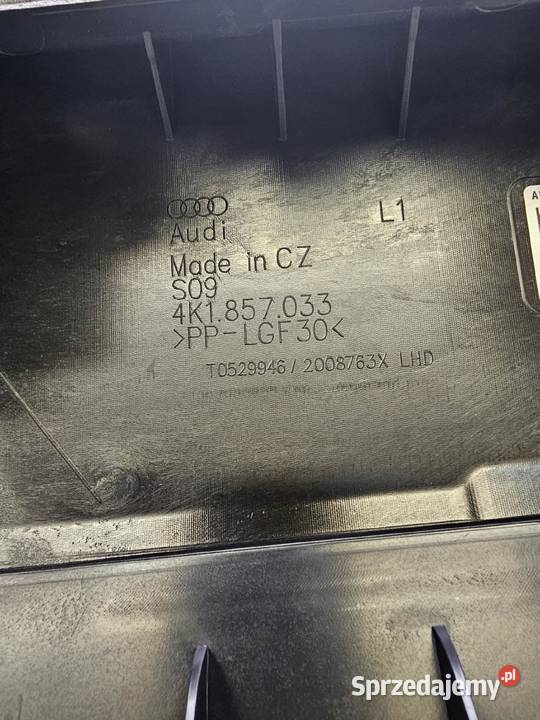 Audi
L1
Made in CZ
S09
4K1.857.033
>PP-LGF30<
T0529946/2008763X LHD
Sprzedajemy.pl